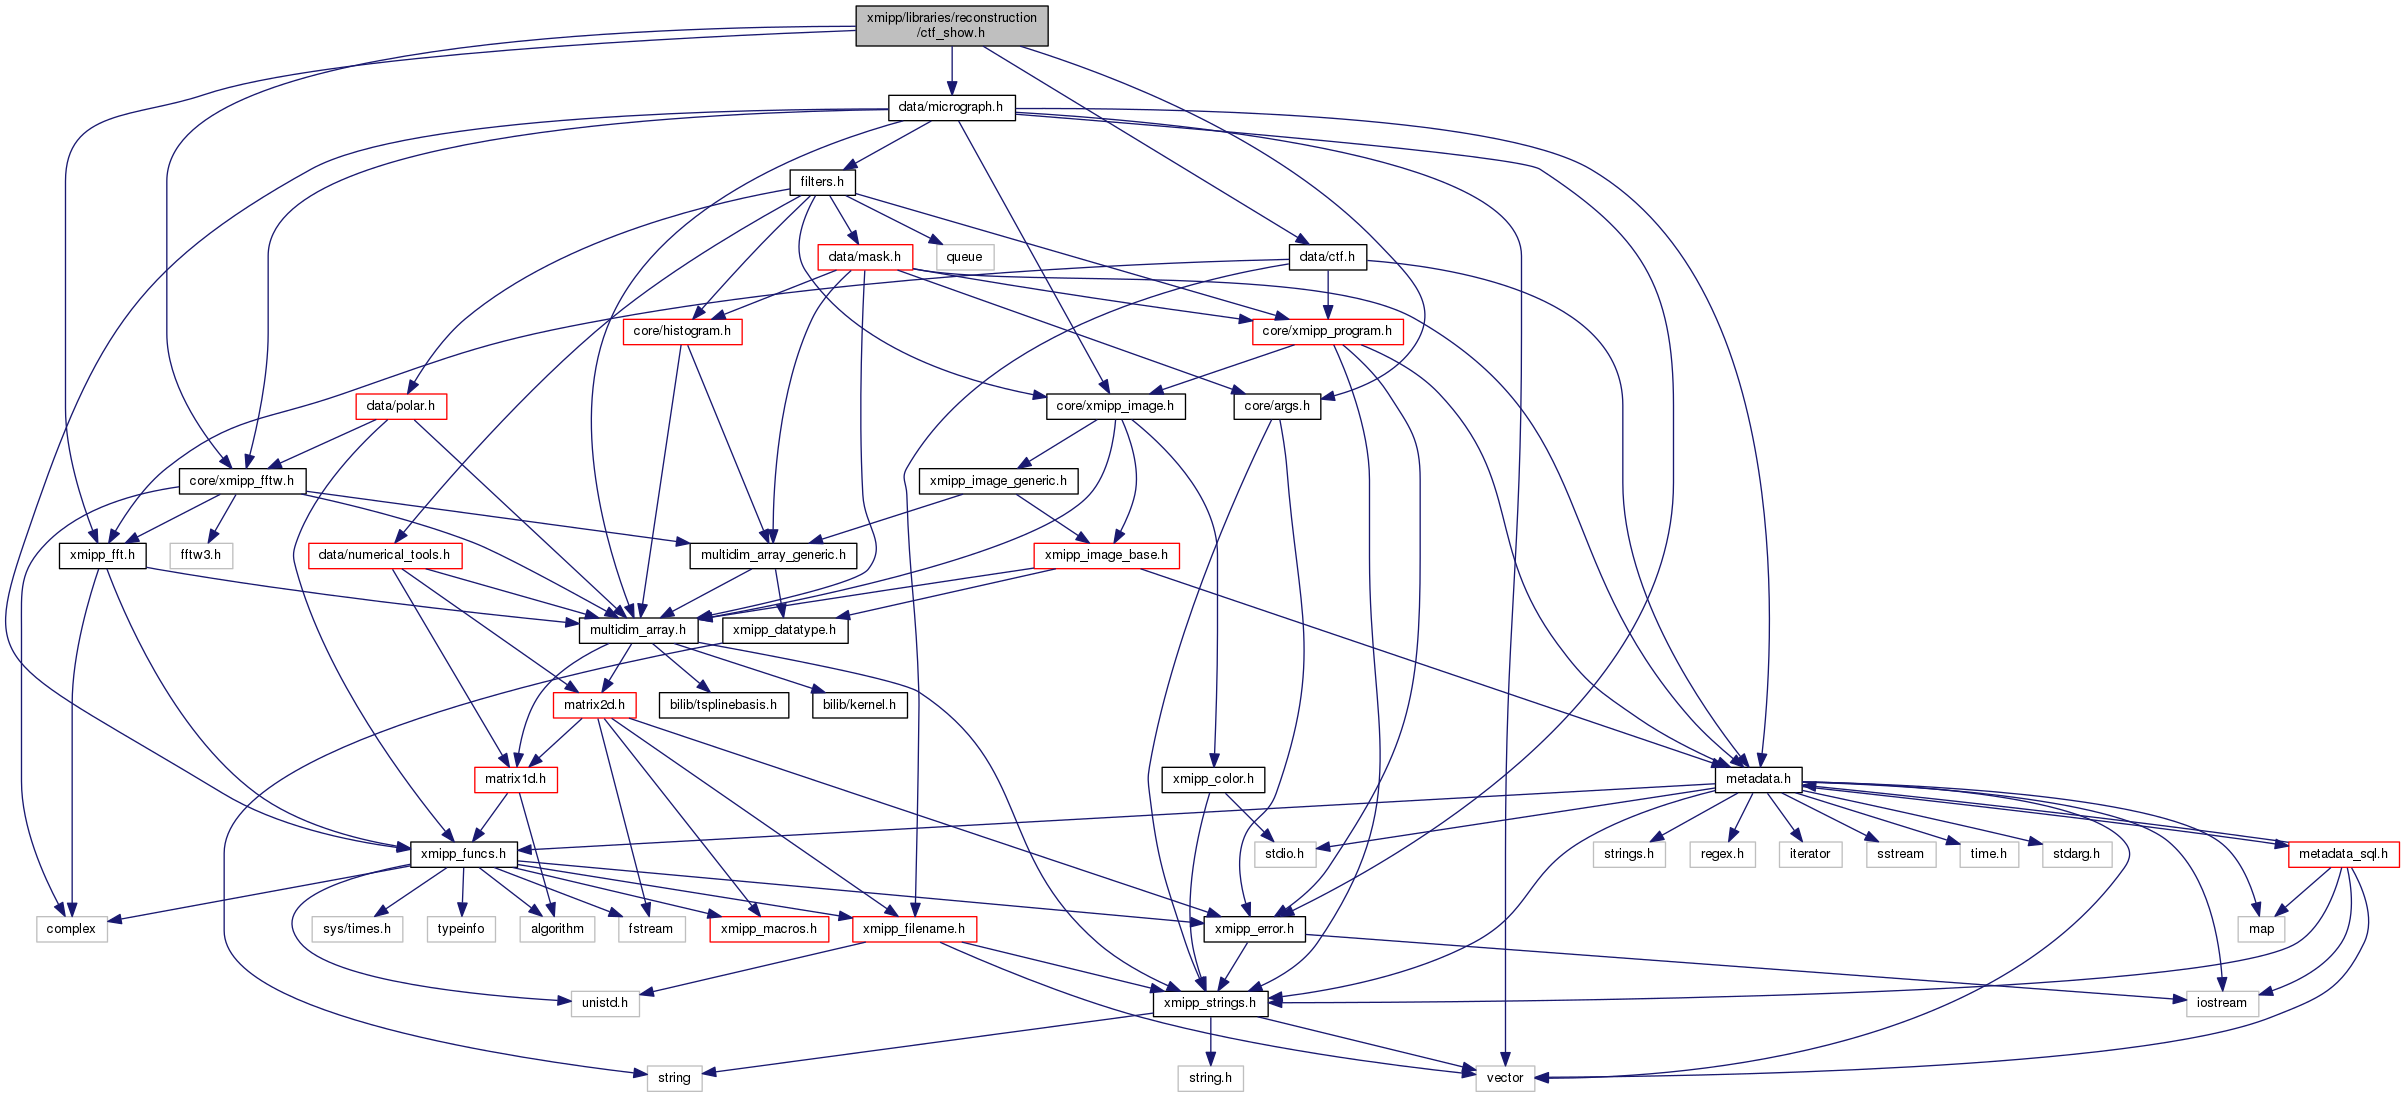 xmipp/libraries/reconstruction
/ctf_show.h
data/micrograph.h
filters.h
data/mask.h
queue
data/ctf.h
core/histogram.h
core/xmipp_program.h
data/polar.h
core/xmipp_image.h
core/args.h
core/xmipp_fftw.h
xmipp_image_generic.h
xmipp_fft.h
fftw3.h
data/numerical_tools.h
multidim_array_generic.h
xmipp_image_base.h
multidim_array.h
xmipp_datatype.h
matrix2d.h
bilib/tsplinebasis.h
bilib/kernel.h
matrix1d.h
xmipp_color.h
metadata.h
xmipp_funcs.h
stdio.h
strings.h
regex.h
iterator
sstream
time.h
stdarg.h
metadata_sql.h
complex
sys/times.h
typeinfo
algorithm
fstream
xmipp_macros.h
xmipp_filename.h
xmipp_error.h
map
unistd.h
xmipp_strings.h
iostream
string
string.h
vector